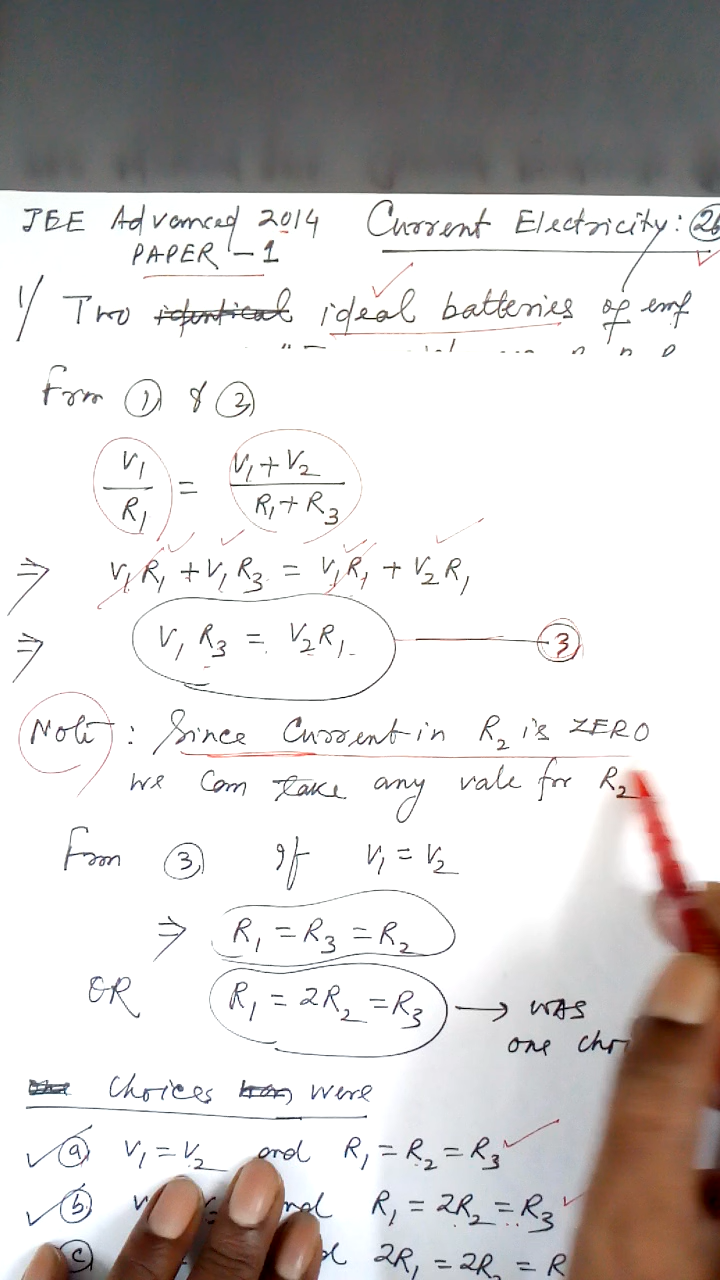 JEE Advanced 2014 Current Electricity: 26
PAPER - 1
1/ Two identical ideal batteries of emf
From ① & ②
V₁/R₁ = (V₁ + V₂)/(R₁ + R₃)
⇒ V₁R₁ + V₁R₃ = V₁R₁ + V₂R₁
⇒ V₁R₃ = V₂R₁ ③
Note : Since Current in R₂ is ZERO
we can take any vale for R₂
From ③ If V₁ = V₂
⇒ R₁ = R₃ = R₂
OR R₁ = 2R₂ = R₃ → WAS
one
Choices were
✓ ⓐ V₁ = V₂ and R₁ = R₂ = R₃ ✓
✓ ⓑ R₁ = 2R₂ = R₃ ✓
ⓒ 2R₁ = 2R₂ =